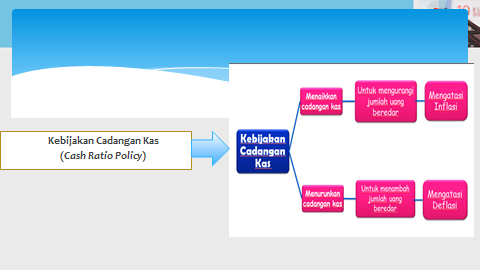 Kebijakan Cadangan Kas
(Cash Ratio Policy)
Kebijakan
Cadangan
Kas
Menaikkan
cadangan kas
Untuk mengurangi
jumlah uang
beredar
Mengatasi
Inflasi
Menurunkan
cadangan kas
Untuk menambah
jumlah uang
beredar
Mengatasi
Deflasi